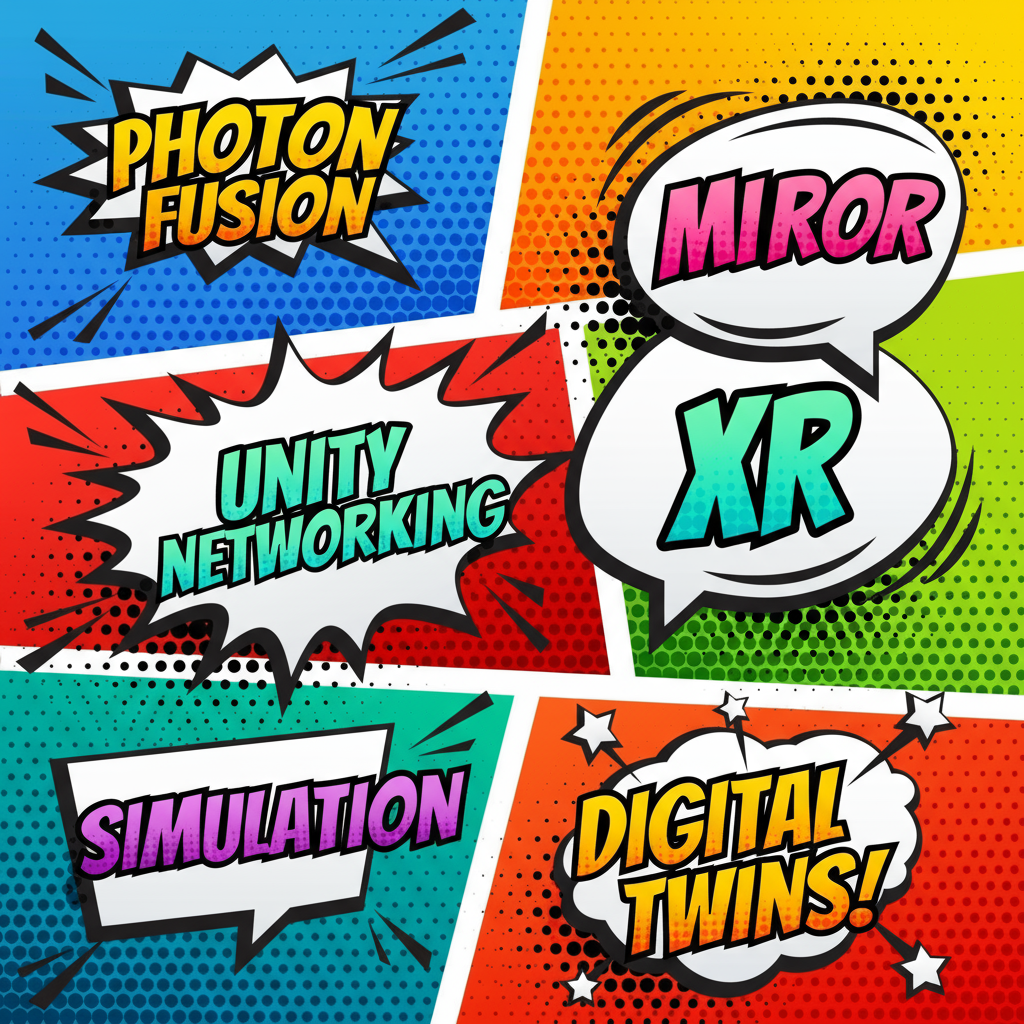 PHOTON
FUSION
MIROR
XR
UNITY
NETWORKING
SIMULATION
DIGITAL
TWINS!